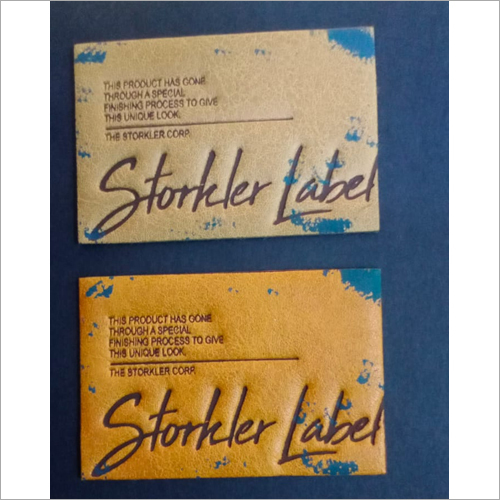 THIS PRODUCT HAS GONE
THROUGH A SPECIAL
FINISHING PROCESS TO GIVE
THIS UNIQUE LOOK.
THE STORKLER CORP.
Storkler Label
THIS PRODUCT HAS GONE
THROUGH A SPECIAL
FINISHING PROCESS TO GIVE
THIS UNIQUE LOOK.
THE STORKLER CORP.
Storkler Label